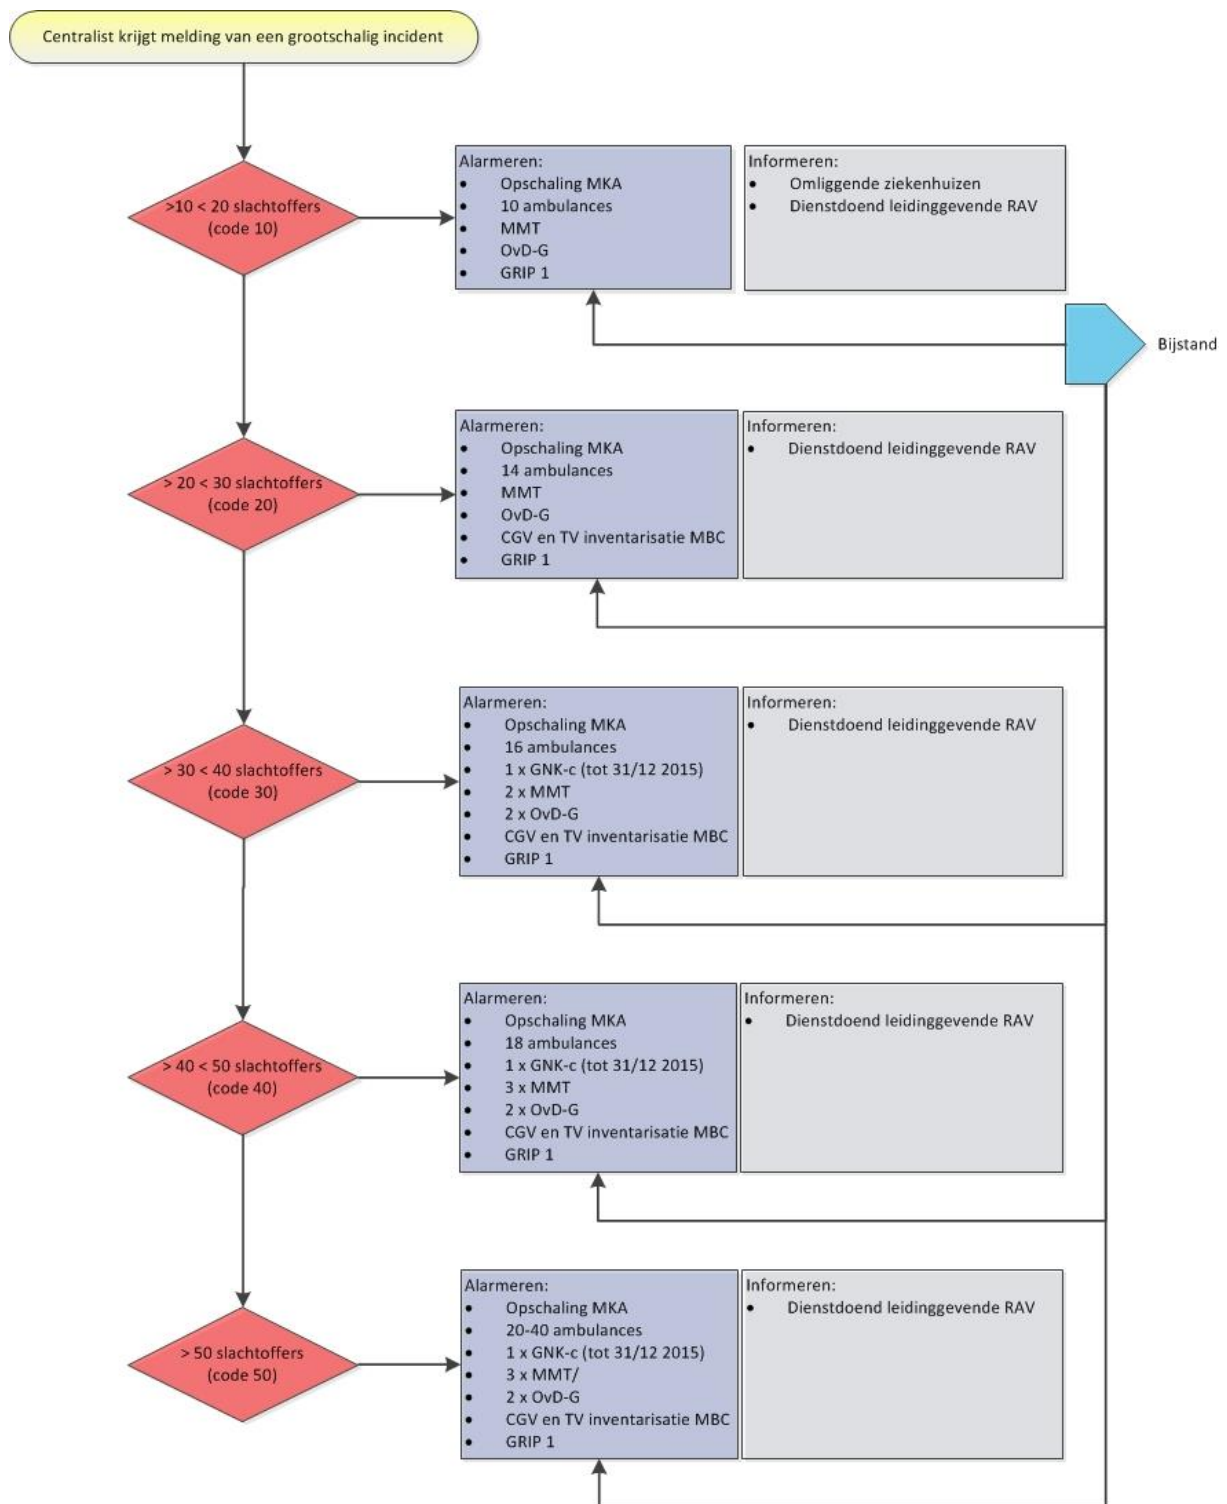 Centralist krijgt melding van een grootschalig incident
>10 < 20 slachtoffers
(code 10)
Alarmeren:
• Opschaling MKA
• 10 ambulances
• MMT
• OvD-G
• GRIP 1
Informeren:
• Omliggende ziekenhuizen
• Dienstdoend leidinggevende RAV
Bijstand
> 20 < 30 slachtoffers
(code 20)
Alarmeren:
• Opschaling MKA
• 14 ambulances
• MMT
• OvD-G
• CGV en TV inventarisatie MBC
• GRIP 1
Informeren:
• Dienstdoend leidinggevende RAV
> 30 < 40 slachtoffers
(code 30)
Alarmeren:
• Opschaling MKA
• 16 ambulances
• 1 x GNK-c (tot 31/12 2015)
• 2 x MMT
• 2 x OvD-G
• CGV en TV inventarisatie MBC
• GRIP 1
Informeren:
• Dienstdoend leidinggevende RAV
> 40 < 50 slachtoffers
(code 40)
Alarmeren:
• Opschaling MKA
• 18 ambulances
• 1 x GNK-c (tot 31/12 2015)
• 3 x MMT
• 2 x OvD-G
• CGV en TV inventarisatie MBC
• GRIP 1
Informeren:
• Dienstdoend leidinggevende RAV
> 50 slachtoffers
(code 50)
Alarmeren:
• Opschaling MKA
• 20-40 ambulances
• 1 x GNK-c (tot 31/12 2015)
• 3 x MMT/
• 2 x OvD-G
• CGV en TV inventarisatie MBC
• GRIP 1
Informeren:
• Dienstdoend leidinggevende RAV